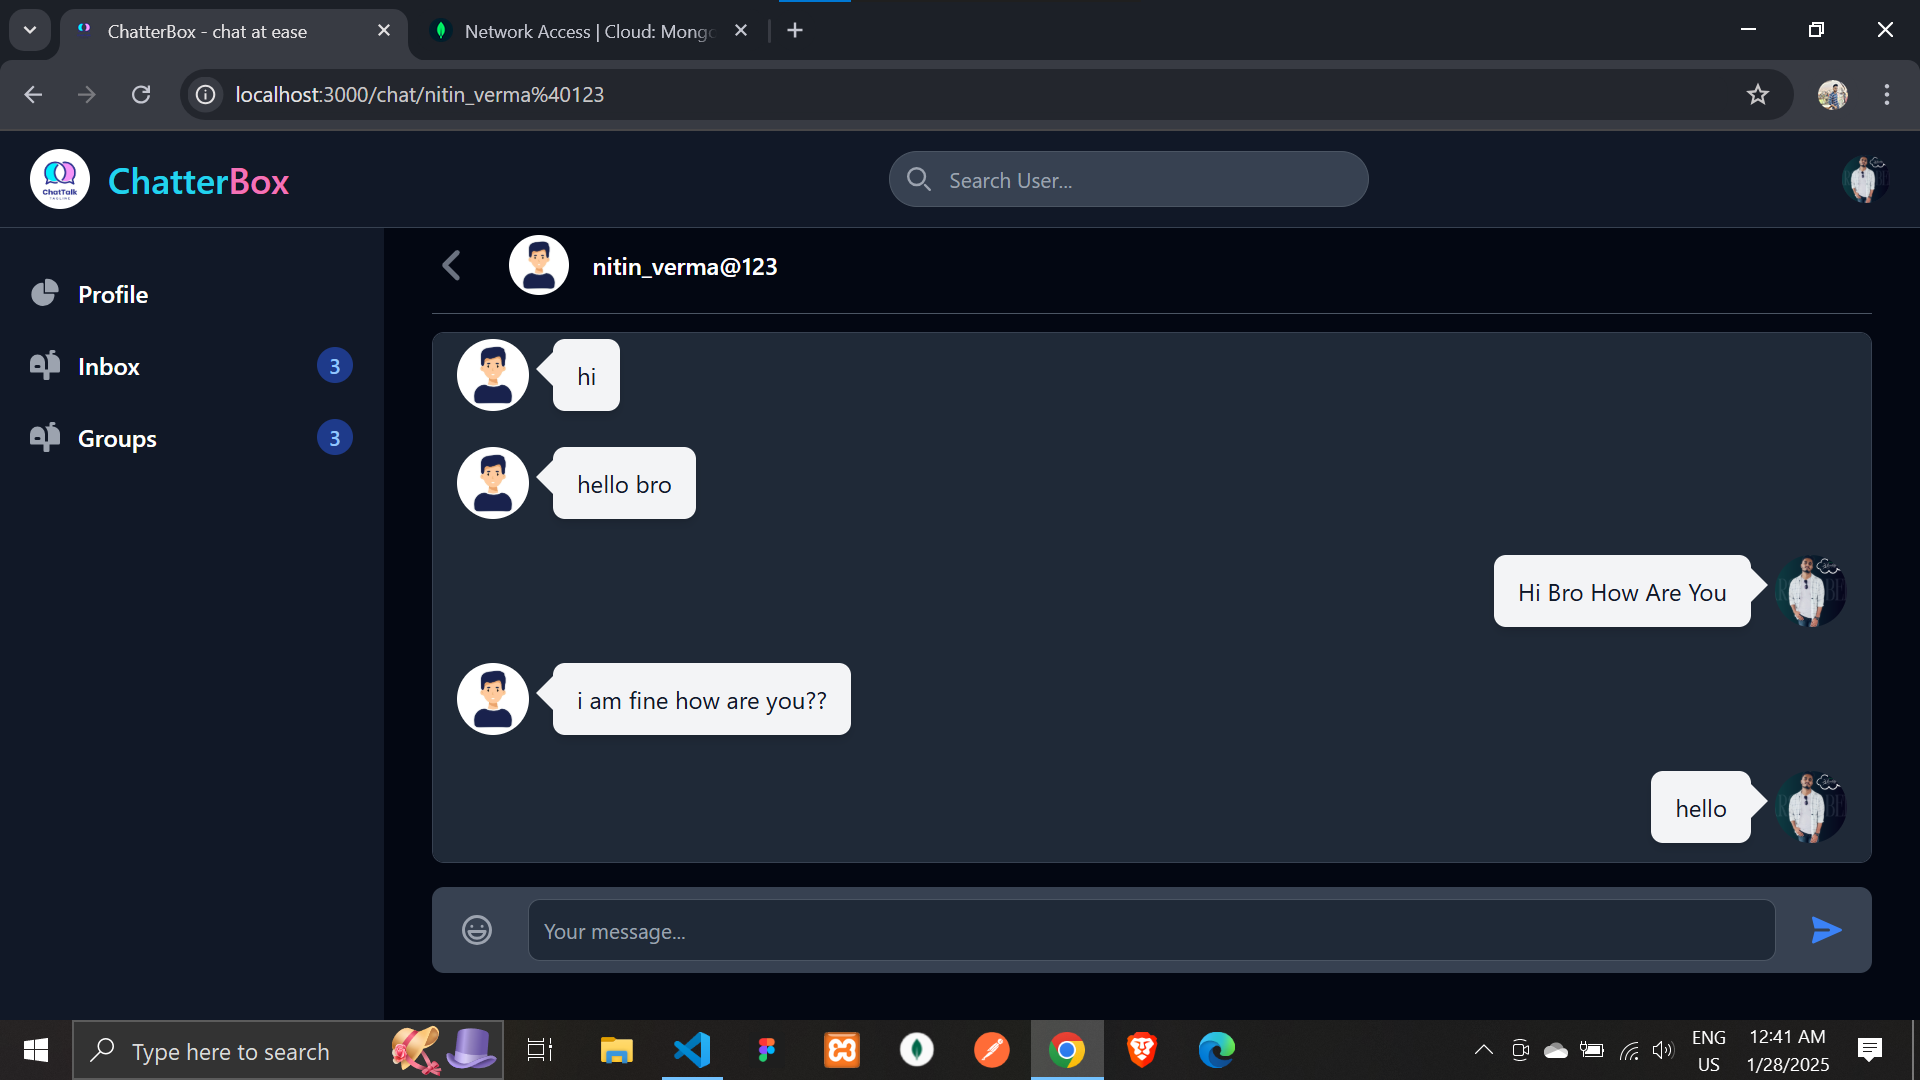 ChatterBox - chat at ease
Network Access | Cloud: Mongo
localhost:3000/chat/nitin_verma%40123
ChatTalk
TAGLINE
ChatterBox
Search User...
nitin_verma@123
Profile
Inbox 3
Groups 3
hi
hello bro
Hi Bro How Are You
i am fine how are you??
hello
Your message...
Type here to search
ENG
US
12:41 AM
1/28/2025